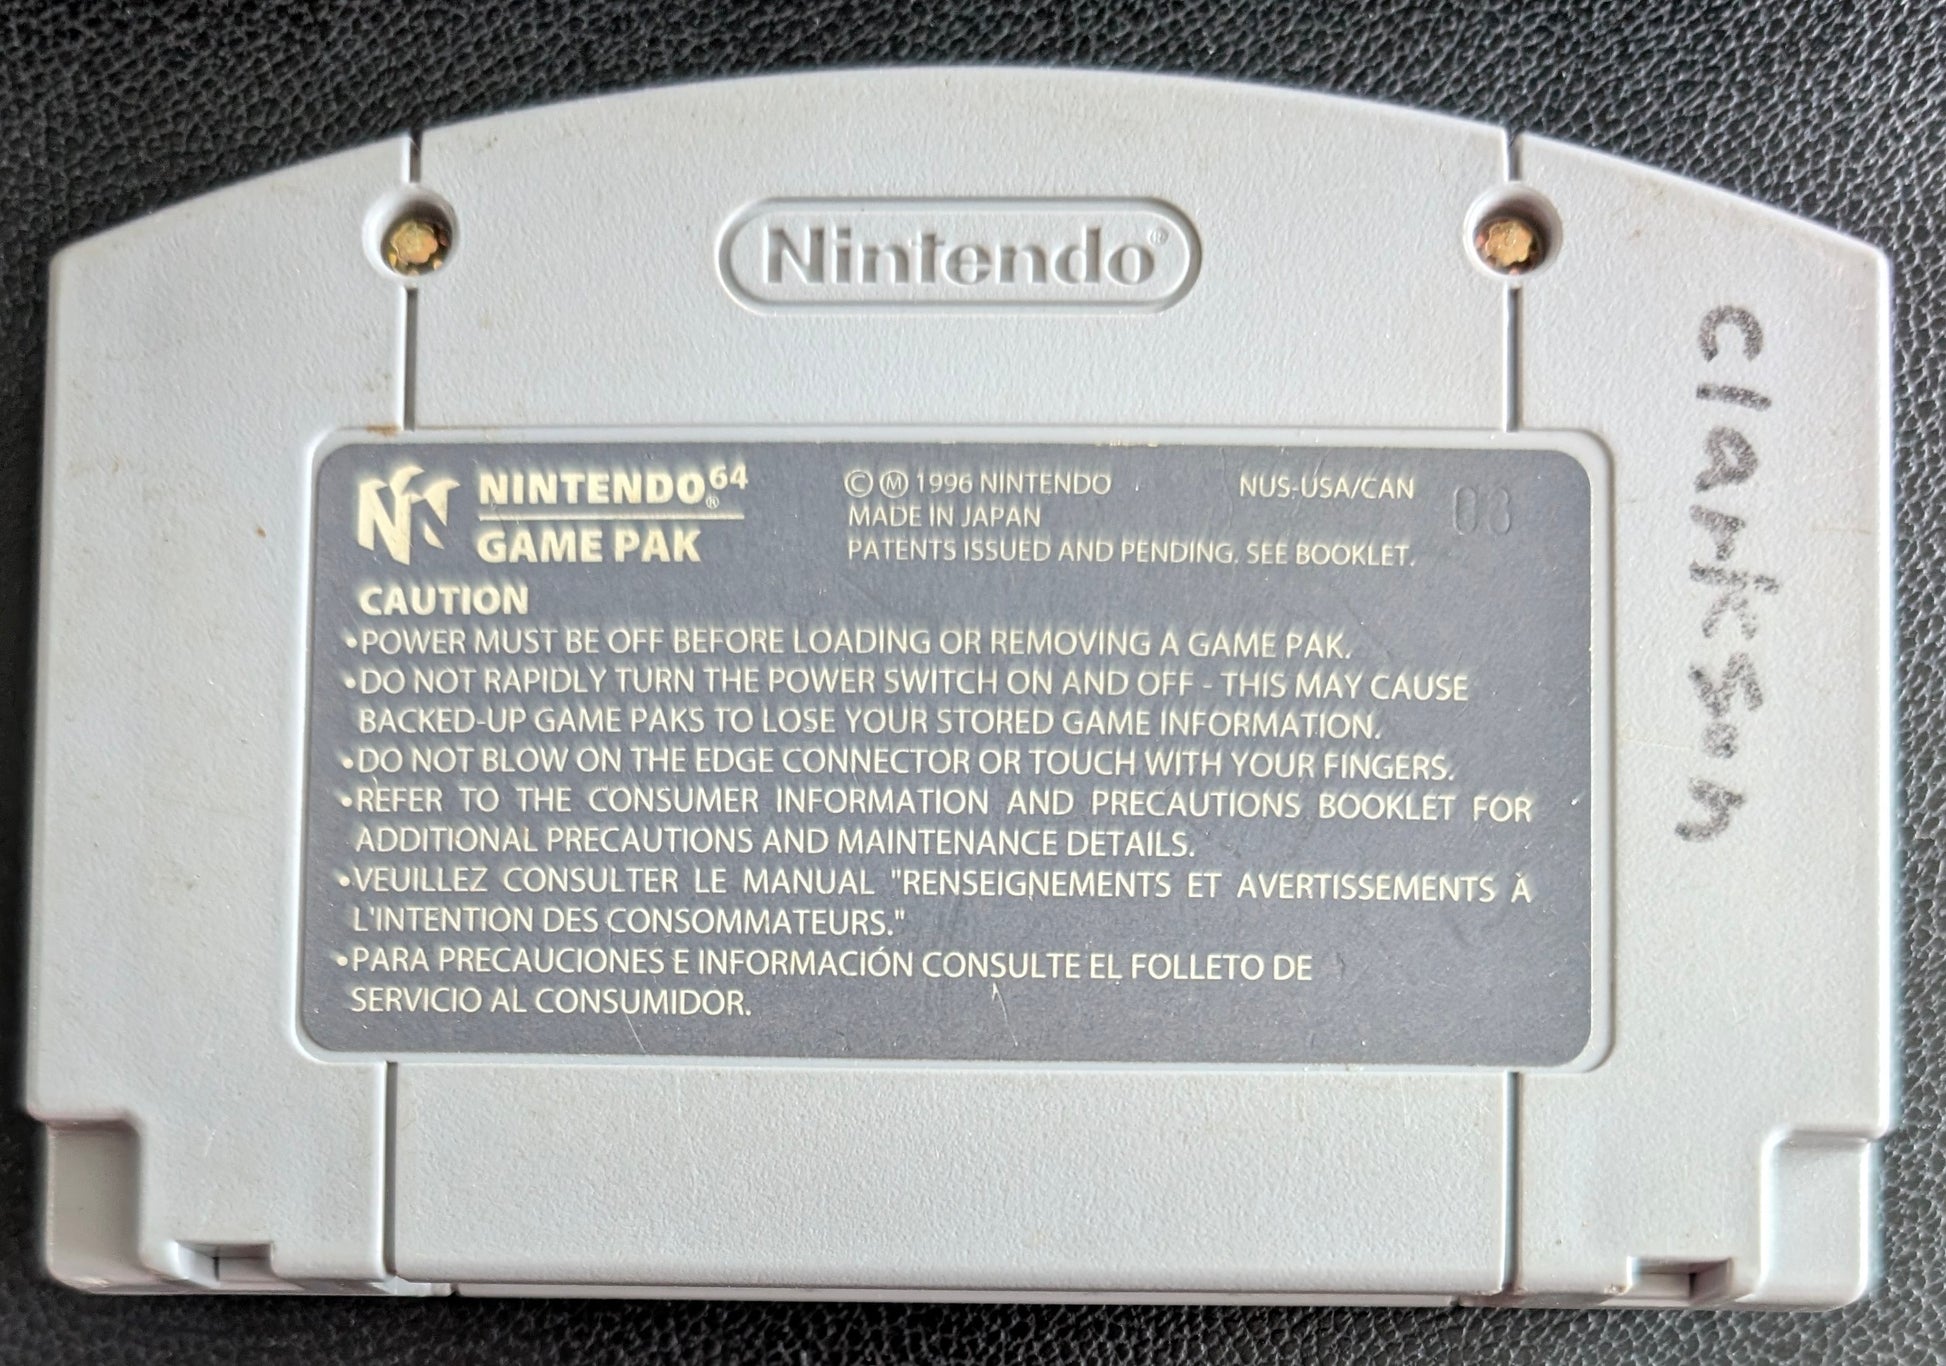 Nintendo®
NINTENDO®64
GAME PAK
©Ⓜ1996 NINTENDO
MADE IN JAPAN
PATENTS ISSUED AND PENDING. SEE BOOKLET.
NUS-USA/CAN
08
CAUTION
•POWER MUST BE OFF BEFORE LOADING OR REMOVING A GAME PAK.
•DO NOT RAPIDLY TURN THE POWER SWITCH ON AND OFF - THIS MAY CAUSE
BACKED-UP GAME PAKS TO LOSE YOUR STORED GAME INFORMATION.
•DO NOT BLOW ON THE EDGE CONNECTOR OR TOUCH WITH YOUR FINGERS.
•REFER TO THE CONSUMER INFORMATION AND PRECAUTIONS BOOKLET FOR
ADDITIONAL PRECAUTIONS AND MAINTENANCE DETAILS.
•VEUILLEZ CONSULTER LE MANUAL "RENSEIGNEMENTS ET AVERTISSEMENTS À
L'INTENTION DES CONSOMMATEURS."
•PARA PRECAUCIONES E INFORMACIÓN CONSULTE EL FOLLETO DE
SERVICIO AL CONSUMIDOR.
Clarkson